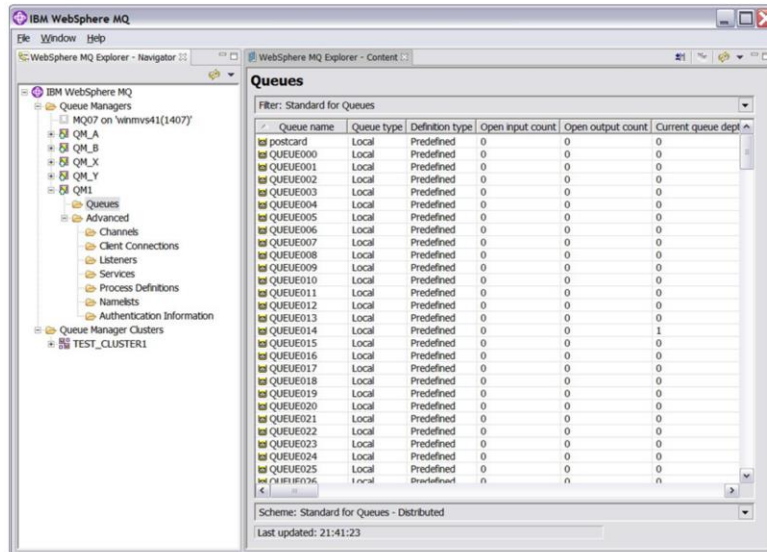 IBM WebSphere MQ
File Window Help
WebSphere MQ Explorer - Navigator
IBM WebSphere MQ
Queue Managers
MQ07 on 'winmvs41(1407)'
QM_A
QM_B
QM_X
QM_Y
QM1
Queues
Advanced
Channels
Client Connections
Listeners
Services
Process Definitions
Namelists
Authentication Information
Queue Manager Clusters
TEST_CLUSTER1
WebSphere MQ Explorer - Content
Queues
Filter: Standard for Queues
Queue name Queue type Definition type Open input count Open output count Current queue dept
postcard Local Predefined 0 0 0
QUEUE000 Local Predefined 0 0 0
QUEUE001 Local Predefined 0 0 0
QUEUE002 Local Predefined 0 0 0
QUEUE003 Local Predefined 0 0 0
QUEUE004 Local Predefined 0 0 0
QUEUE005 Local Predefined 0 0 0
QUEUE006 Local Predefined 0 0 0
QUEUE007 Local Predefined 0 0 0
QUEUE008 Local Predefined 0 0 0
QUEUE009 Local Predefined 0 0 0
QUEUE010 Local Predefined 0 0 0
QUEUE011 Local Predefined 0 0 0
QUEUE012 Local Predefined 0 0 0
QUEUE013 Local Predefined 0 0 0
QUEUE014 Local Predefined 0 0 1
QUEUE015 Local Predefined 0 0 0
QUEUE016 Local Predefined 0 0 0
QUEUE017 Local Predefined 0 0 0
QUEUE018 Local Predefined 0 0 0
QUEUE019 Local Predefined 0 0 0
QUEUE020 Local Predefined 0 0 0
QUEUE021 Local Predefined 0 0 0
QUEUE022 Local Predefined 0 0 0
QUEUE023 Local Predefined 0 0 0
QUEUE024 Local Predefined 0 0 0
QUEUE025 Local Predefined 0 0 0
QUEUE026 Local Predefined 0 0 0
Scheme: Standard for Queues - Distributed
Last updated: 21:41:23